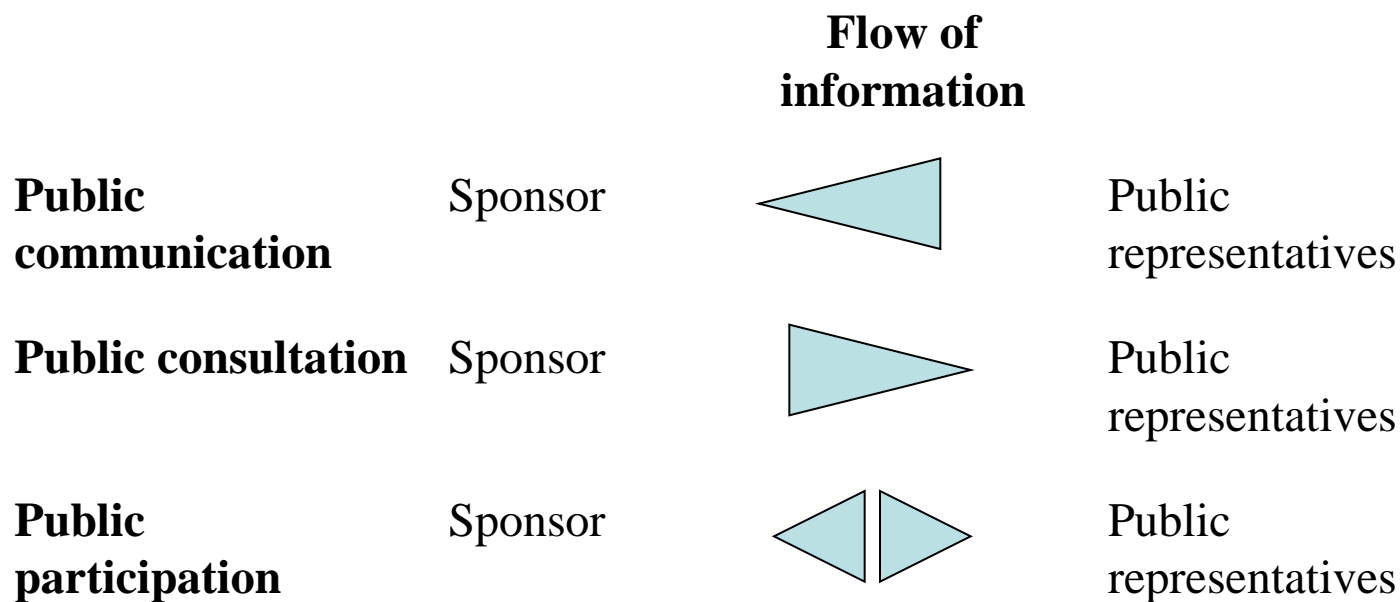 Flow of
information
Public
communication
Sponsor
Public
representatives
Public consultation
Sponsor
Public
representatives
Public
participation
Sponsor
Public
representatives